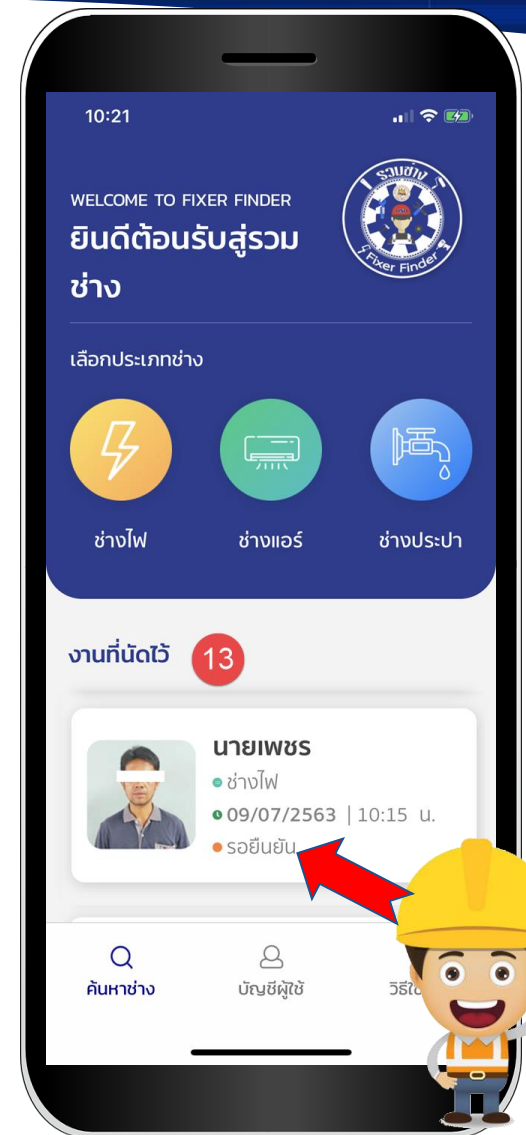 10:21
รวมช่าง
Fixer Finder
WELCOME TO FIXER FINDER
ยินดีต้อนรับสู่รวม
ช่าง
เลือกประเภทช่าง
ช่างไฟ ช่างแอร์ ช่างประปา
งานที่นัดไว้ 13
นายเพชร
ช่างไฟ
09/07/2563 | 10:15 น.
รอยืนยัน
ค้นหาช่าง บัญชีผู้ใช้